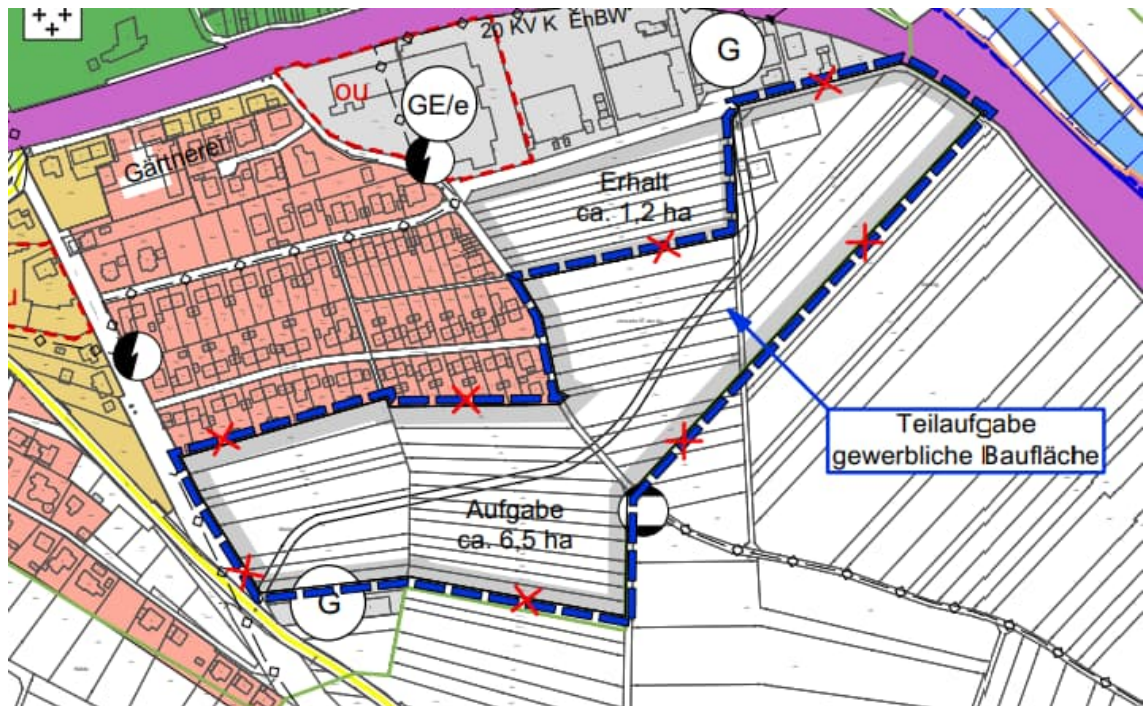 20 KV K EnBW
G
ou
GE/e
Gärtnerei
Erhalt
ca. 1,2 ha
Teilaufgabe
gewerbliche Baufläche
Aufgabe
ca. 6,5 ha
G